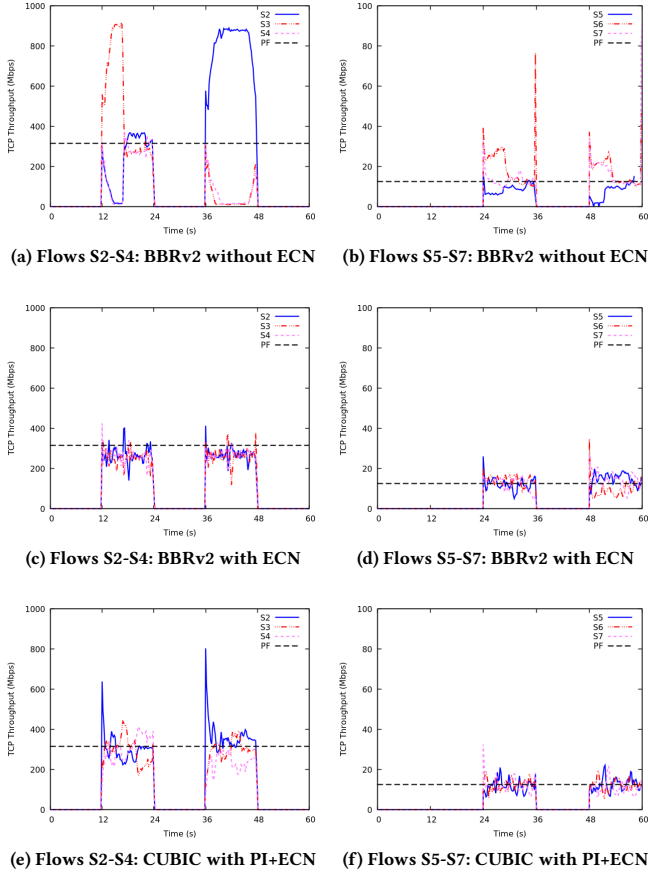 1000
800
600
400
200
0
TCP Throughput (Mbps)
0 12 24 36 48 60
Time (s)
S2
S3
S4
PF
(a) Flows S2-S4: BBRv2 without ECN
100
80
60
40
20
0
TCP Throughput (Mbps)
0 12 24 36 48 60
Time (s)
S5
S6
S7
PF
(b) Flows S5-S7: BBRv2 without ECN
1000
800
600
400
200
0
TCP Throughput (Mbps)
0 12 24 36 48 60
Time (s)
S2
S3
S4
PF
(c) Flows S2-S4: BBRv2 with ECN
100
80
60
40
20
0
TCP Throughput (Mbps)
0 12 24 36 48 60
Time (s)
S5
S6
S7
PF
(d) Flows S5-S7: BBRv2 with ECN
1000
800
600
400
200
0
TCP Throughput (Mbps)
0 12 24 36 48 60
Time (s)
S2
S3
S4
PF
(e) Flows S2-S4: CUBIC with PI+ECN
100
80
60
40
20
0
TCP Throughput (Mbps)
0 12 24 36 48 60
Time (s)
S5
S6
S7
PF
(f) Flows S5-S7: CUBIC with PI+ECN